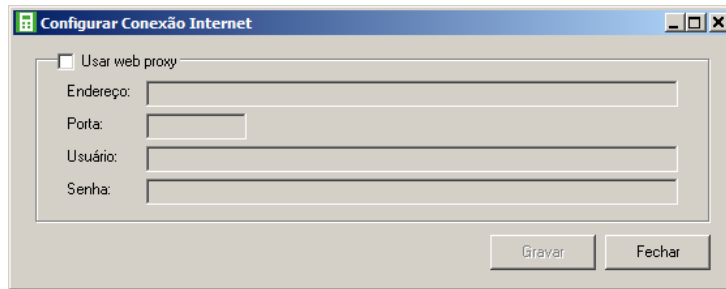 Configurar Conexão Internet
Usar web proxy
Endereço:
Porta:
Usuário:
Senha:
Gravar Fechar